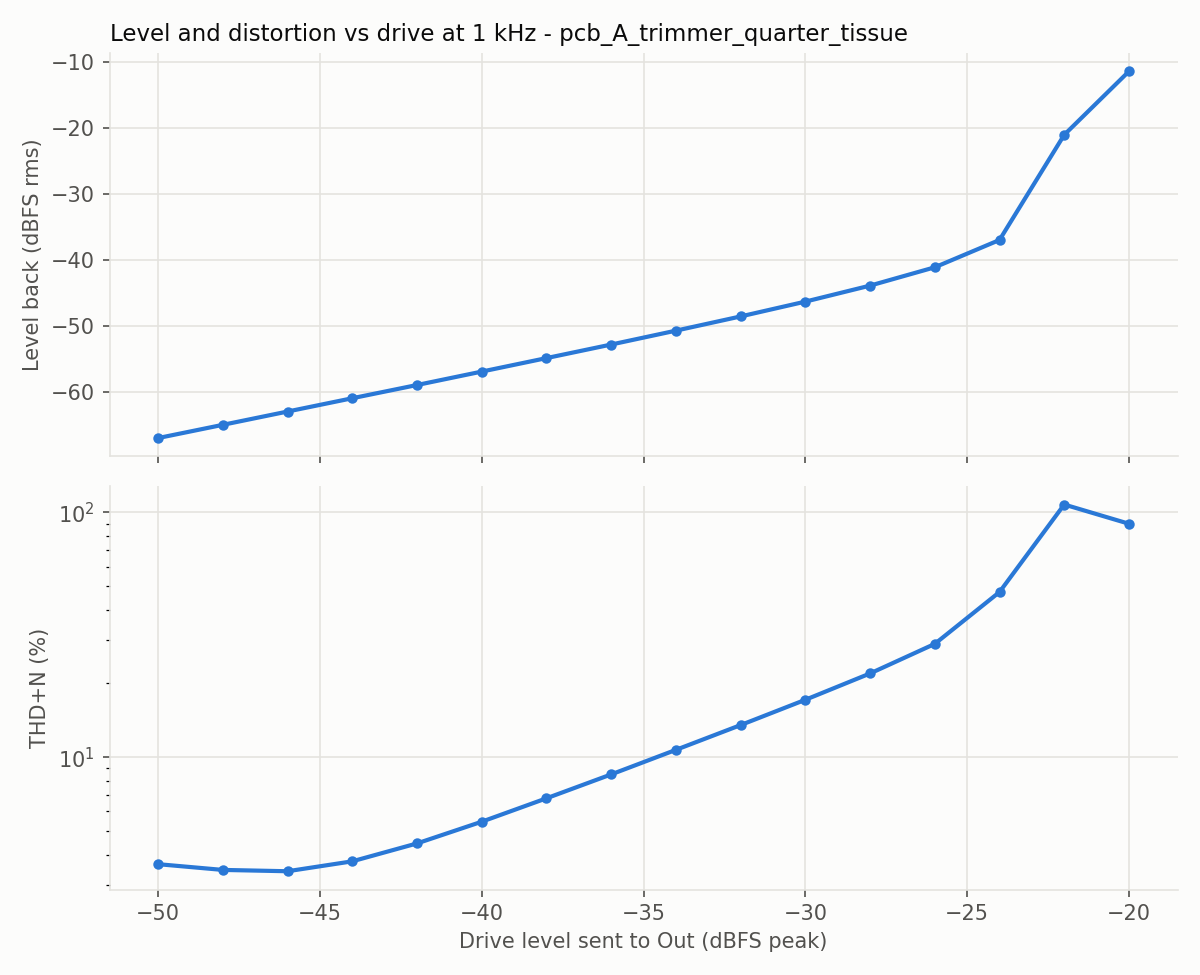 Level and distortion vs drive at 1 kHz - pcb_A_trimmer_quarter_tissue
Level back (dBFS rms)
−10
−20
−30
−40
−50
−60
THD+N (%)
10²
10¹
−50 −45 −40 −35 −30 −25 −20
Drive level sent to Out (dBFS peak)